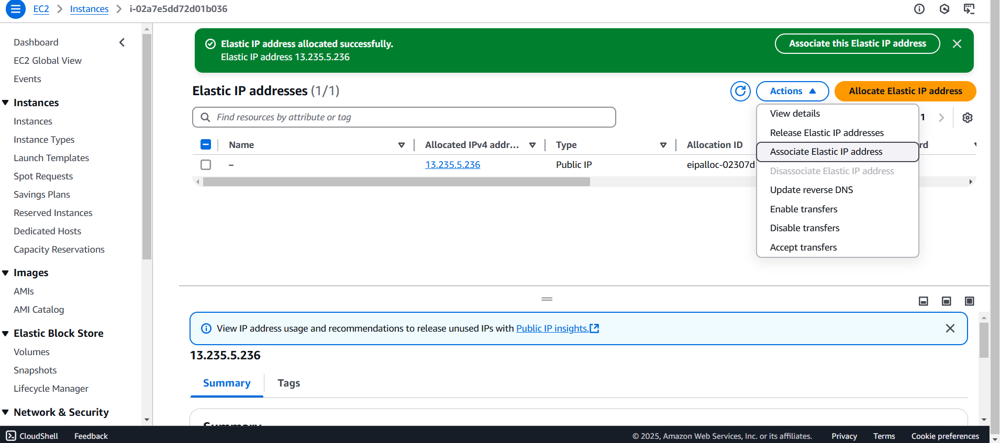 EC2 > Instances > i-02a7e5dd72d01b036
Dashboard
EC2 Global View
Events
Instances
Instances
Instance Types
Launch Templates
Spot Requests
Savings Plans
Reserved Instances
Dedicated Hosts
Capacity Reservations
Images
AMIs
AMI Catalog
Elastic Block Store
Volumes
Snapshots
Lifecycle Manager
Network & Security
Elastic IP address allocated successfully.
Elastic IP address 13.235.5.236
Associate this Elastic IP address
Elastic IP addresses (1/1)
Actions
Allocate Elastic IP address
Find resources by attribute or tag
1
Name Allocated IPv4 addr... Type Allocation ID rd
– 13.235.5.236 Public IP eipalloc-02307d
View details
Release Elastic IP addresses
Associate Elastic IP address
Disassociate Elastic IP address
Update reverse DNS
Enable transfers
Disable transfers
Accept transfers
View IP address usage and recommendations to release unused IPs with Public IP insights.
13.235.5.236
Summary Tags
Summary
CloudShell Feedback © 2025, Amazon Web Services, Inc. or its affiliates. Privacy Terms Cookie preferences